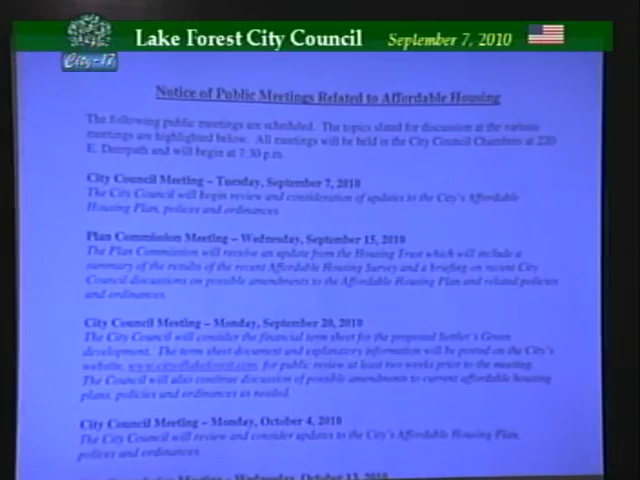 Lake Forest City Council September 7, 2010
City-17
Notice of Public Meetings Related to Affordable Housing
The following public meetings are scheduled. The topics slated for discussion at the various
meetings are highlighted below. All meetings will be held in the City Council Chambers at 220
E. Deerpath and will begin at 7:30 p.m.
City Council Meeting – Tuesday, September 7, 2010
The City Council will begin review and consideration of updates to the City's Affordable
Housing Plan, polices and ordinances.
Plan Commission Meeting – Wednesday, September 15, 2010
The Plan Commission will receive an update from the Housing Trust which will include a
summary of the results of the recent Affordable Housing Survey and a briefing on recent City
Council discussions on possible amendments to the Affordable Housing Plan and related policies
and ordinances.
City Council Meeting – Monday, September 20, 2010
The City Council will consider the financial term sheet for the proposed Settler's Green
development. The term sheet document and explanatory information will be posted on the City's
website, www.cityoflakeforest.com, for public review at least two weeks prior to the meeting.
The Council will also continue discussion of possible amendments to current affordable housing
plans, policies and ordinances as needed.
City Council Meeting – Monday, October 4, 2010
The City Council will review and consider updates to the City's Affordable Housing Plan,
polices and ordinances.
Meeting – Wednesday, October 13, 2010